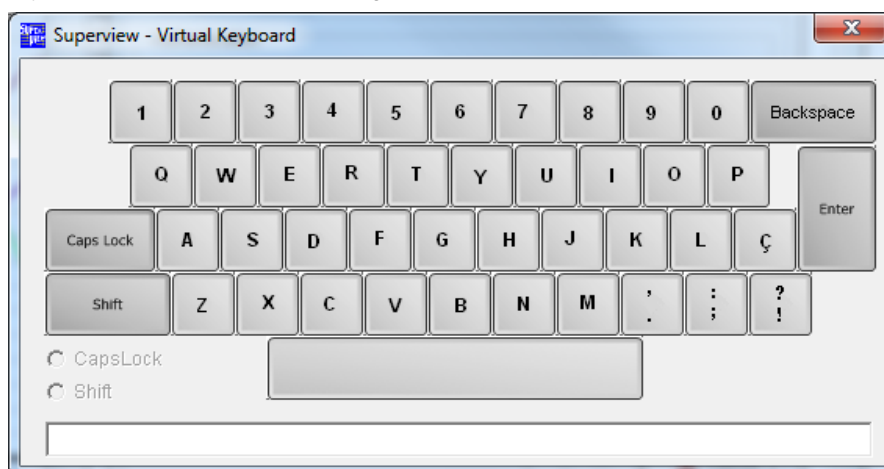 Superview - Virtual Keyboard
1 2 3 4 5 6 7 8 9 0 Backspace
Q W E R T Y U I O P Enter
Caps Lock A S D F G H J K L Ç
Shift Z X C V B N M , . : ; ? !
CapsLock
Shift